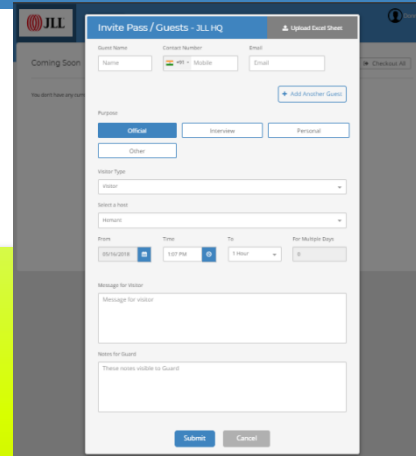 JLL
Invite Pass / Guests - JLL HQ
Upload Excel Sheet
Coming Soon
Checkout All
You don't have any
Guest Name Contact Number Email
Name +91 Mobile Email
+ Add Another Guest
Purpose
Official Interview Personal
Other
Visitor Type
Visitor
Select a host
Hemant
From Time To For Multiple Days
05/16/2018 1:07 PM 1 Hour 0
Message for Visitor
Message for visitor
Notes for Guard
These notes visible to Guard
Submit Cancel